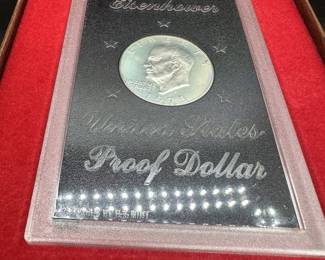 Eisenhower
United States
Proof Dollar